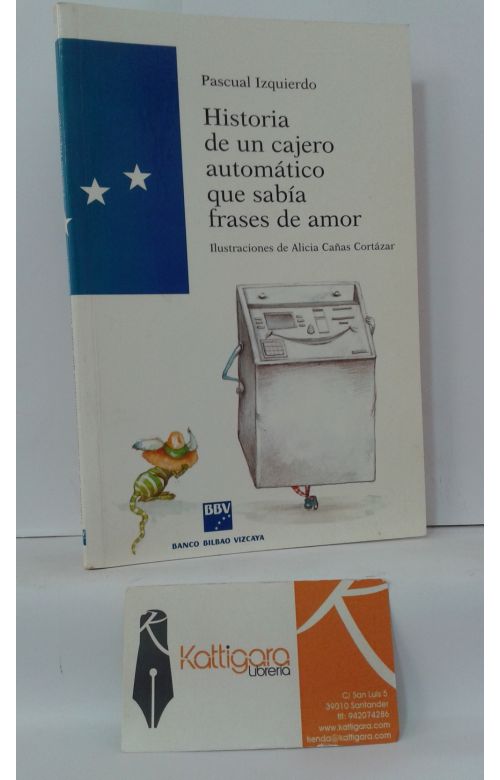 Pascual Izquierdo
Historia
de un cajero
automático
que sabía
frases de amor
Ilustraciones de Alicia Cañas Cortázar
BBV
BANCO BILBAO VIZCAYA
Kattigara
Librería
C/ San Luis 5
39010 Santander
tlf: 942074286
www.kattigara.com
tienda@kattigara.com